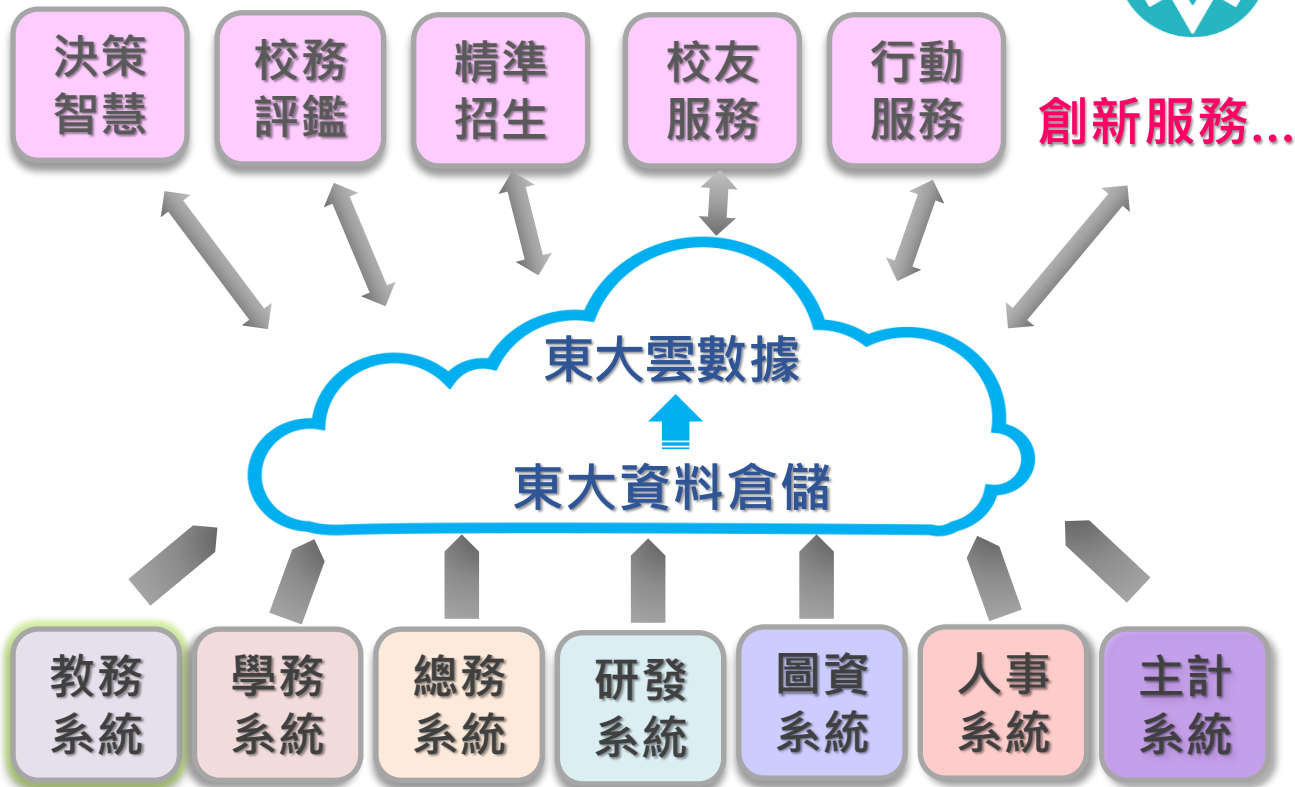 決策
智慧
校務
評鑑
精準
招生
校友
服務
行動
服務
創新服務...
東大雲數據
東大資料倉儲
教務
系統
學務
系統
總務
系統
研發
系統
圖資
系統
人事
系統
主計
系統